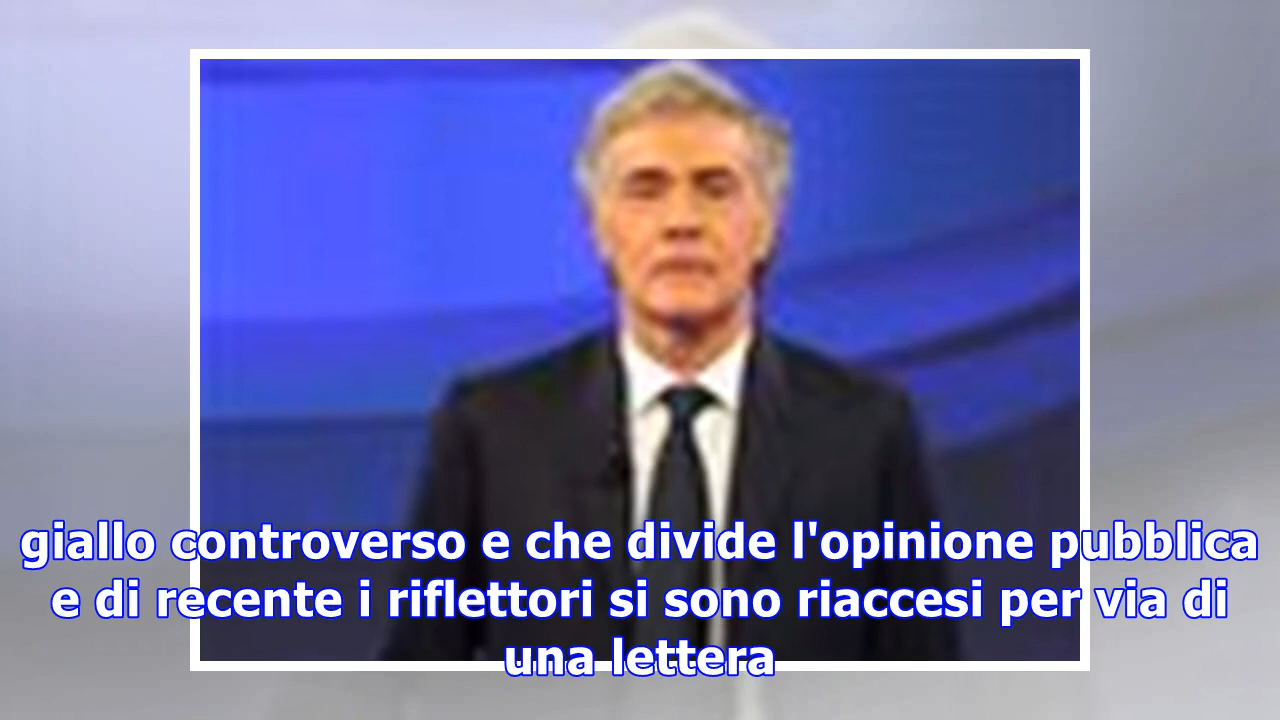 giallo controverso e che divide l'opinione pubblica
e di recente i riflettori si sono riaccesi per via di
una lettera